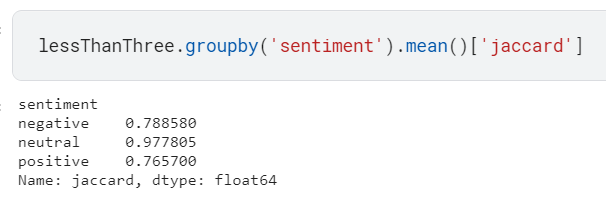 lessThanThree.groupby('sentiment').mean()['jaccard']
sentiment
negative    0.788580
neutral     0.977805
positive    0.765700
Name: jaccard, dtype: float64